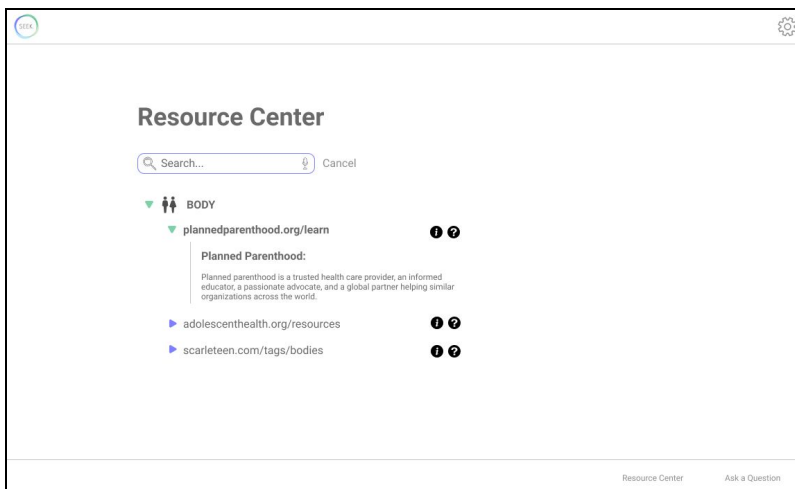 SEEK
Resource Center
Search...
Cancel
BODY
plannedparenthood.org/learn
i ?
Planned Parenthood:
Planned parenthood is a trusted health care provider, an informed
educator, a passionate advocate, and a global partner helping similar
organizations across the world.
adolescenthealth.org/resources
i ?
scarleteen.com/tags/bodies
i ?
Resource Center
Ask a Question